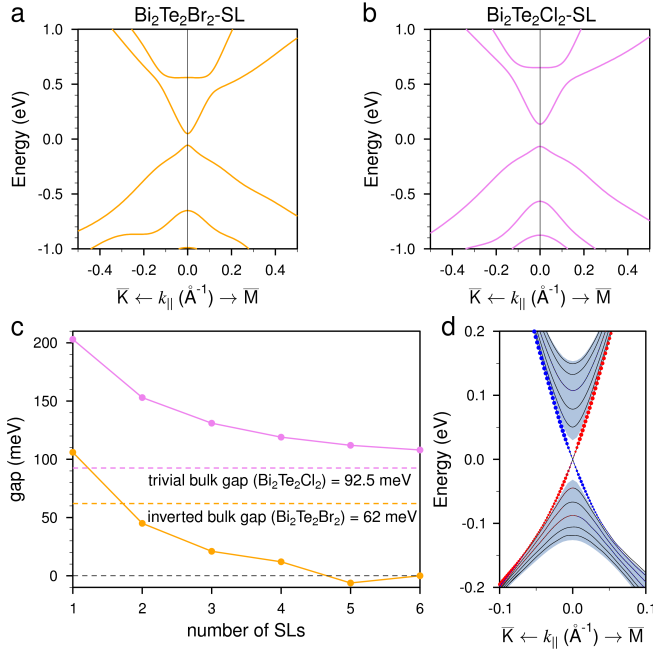 a
Bi₂Te₂Br₂-SL
Energy (eV)
1.0
0.5
0.0
-0.5
-1.0
-0.4 -0.2 0.0 0.2 0.4
K̅ ← k|| (Å⁻¹) → M̅
b
Bi₂Te₂Cl₂-SL
Energy (eV)
1.0
0.5
0.0
-0.5
-1.0
-0.4 -0.2 0.0 0.2 0.4
K̅ ← k|| (Å⁻¹) → M̅
c
gap (meV)
200
150
100
50
0
trivial bulk gap (Bi₂Te₂Cl₂) = 92.5 meV
inverted bulk gap (Bi₂Te₂Br₂) = 62 meV
1 2 3 4 5 6
number of SLs
d
Energy (eV)
0.2
0.1
0.0
-0.1
-0.2
-0.1 0.0 0.1
K̅ ← k|| (Å⁻¹) → M̅